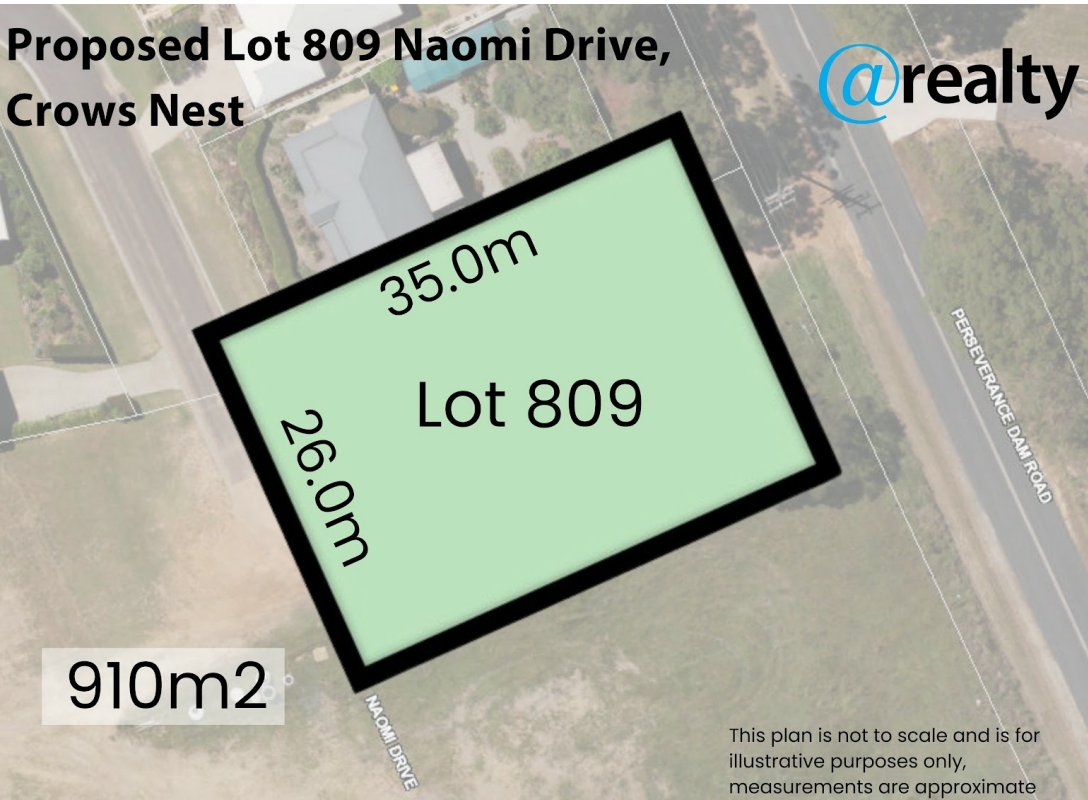 Proposed Lot 809 Naomi Drive,
Crows Nest
@realty
35.0m
Lot 809
26.0m
PERSEVERANCE DAM ROAD
910m2
NAOMI DRIVE
This plan is not to scale and is for
illustrative purposes only,
measurements are approximate